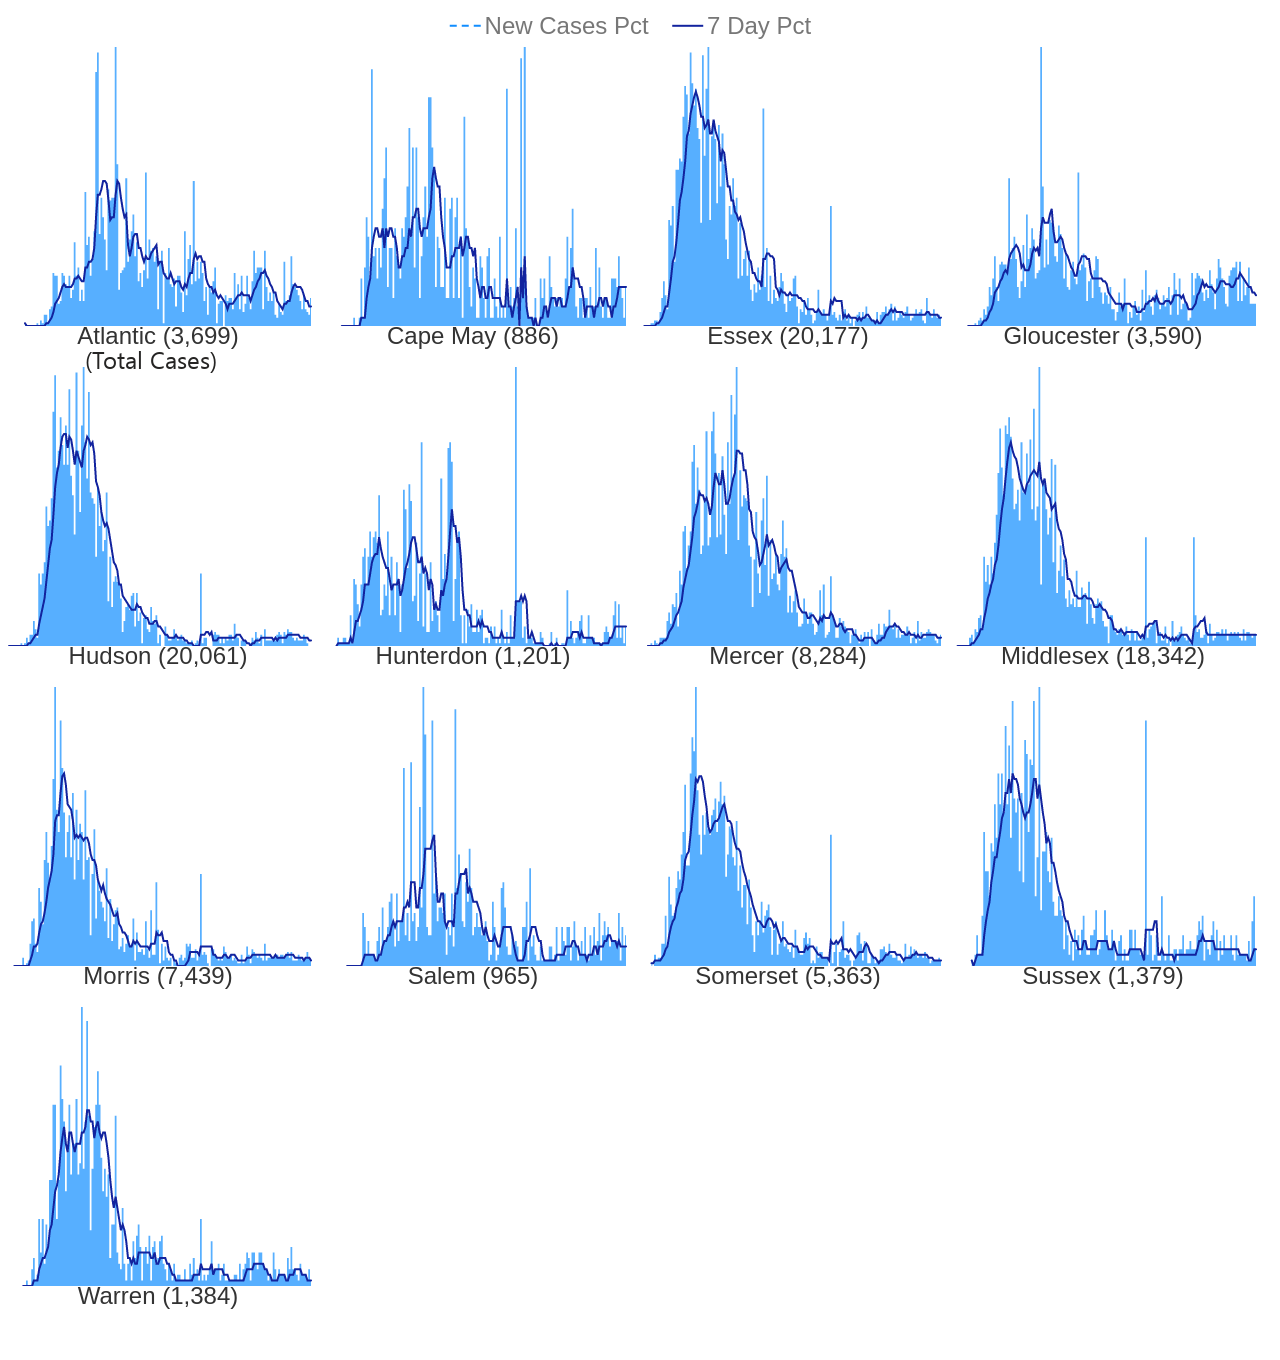 New Cases Pct 7 Day Pct
Atlantic (3,699) Cape May (886) Essex (20,177) Gloucester (3,590)
(Total Cases)
Hudson (20,061) Hunterdon (1,201) Mercer (8,284) Middlesex (18,342)
Morris (7,439) Salem (965) Somerset (5,363) Sussex (1,379)
Warren (1,384)